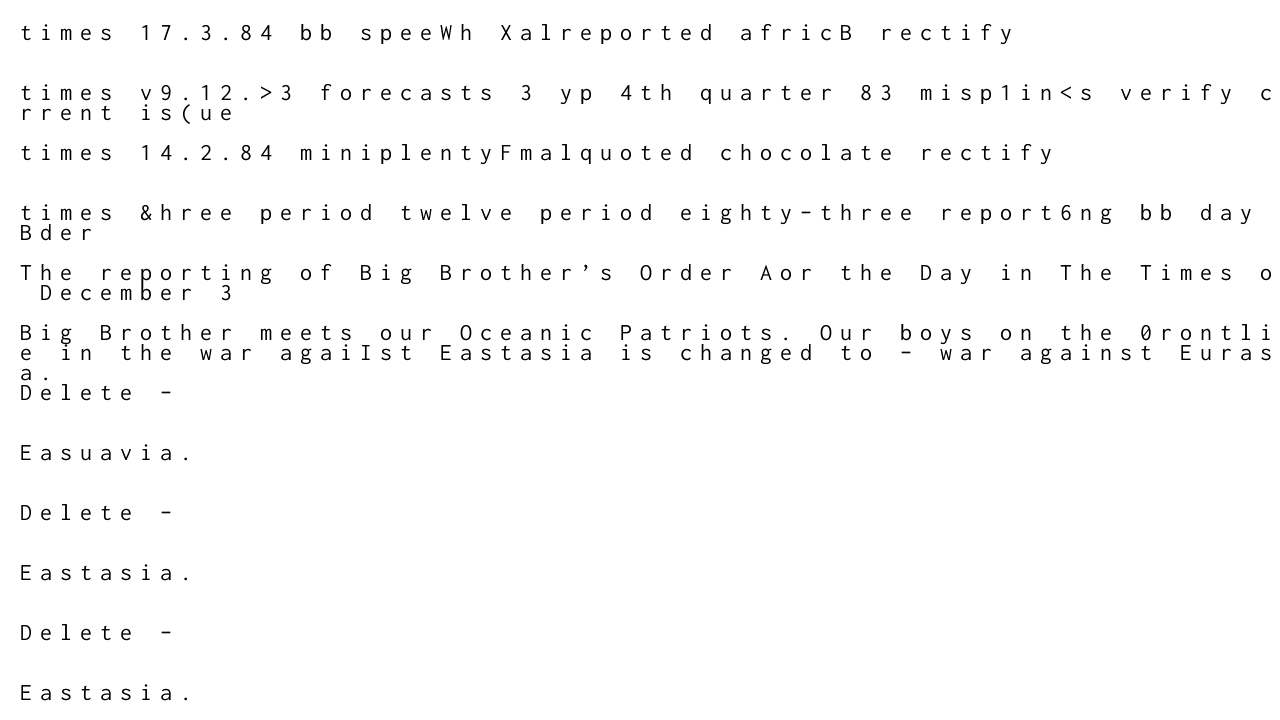 times 17.3.84 bb speeWh Xalreported africB rectify
times v9.12.>3 forecasts 3 yp 4th quarter 83 misp1in<s verify c
rrent is(ue
times 14.2.84 miniplentyFmalquoted chocolate rectify
times &hree period twelve period eighty-three report6ng bb day
Bder
The reporting of Big Brother's Order Aor the Day in The Times o
December 3
Big Brother meets our Oceanic Patriots. Our boys on the 0rontli
e in the war agaiIst Eastasia is changed to - war against Euras
a.
Delete -
Easuavia.
Delete -
Eastasia.
Delete -
Eastasia.